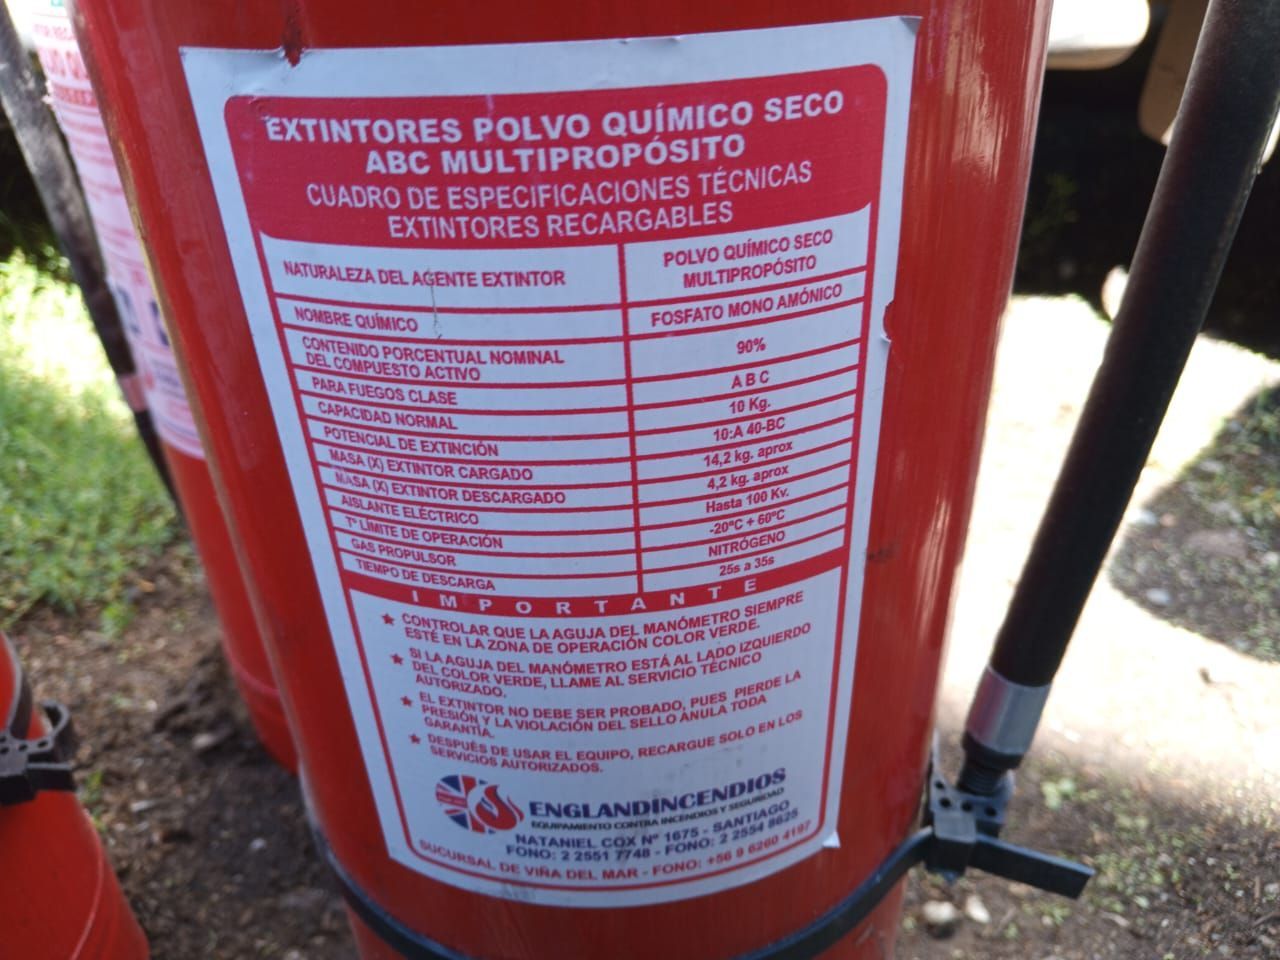 EXTINTORES POLVO QUÍMICO SECO
ABC MULTIPROPÓSITO
CUADRO DE ESPECIFICACIONES TÉCNICAS
EXTINTORES RECARGABLES
NATURALEZA DEL AGENTE EXTINTOR
POLVO QUÍMICO SECO
MULTIPROPÓSITO
NOMBRE QUÍMICO
FOSFATO MONO AMÓNICO
CONTENIDO PORCENTUAL NOMINAL
DEL COMPUESTO ACTIVO
90%
PARA FUEGOS CLASE
A B C
CAPACIDAD NORMAL
10 Kg.
POTENCIAL DE EXTINCIÓN
10:A 40-BC
MASA (X) EXTINTOR CARGADO
14,2 kg. aprox
MASA (X) EXTINTOR DESCARGADO
4,2 kg. aprox
AISLANTE ELÉCTRICO
Hasta 100 Kv.
Tº LÍMITE DE OPERACIÓN
-20ºC + 60ºC
GAS PROPULSOR
NITRÓGENO
TIEMPO DE DESCARGA
25s a 35s
IMPORTANTE
★ CONTROLAR QUE LA AGUJA DEL MANÓMETRO SIEMPRE
ESTÉ EN LA ZONA DE OPERACIÓN COLOR VERDE.
★ SI LA AGUJA DEL MANÓMETRO ESTÁ AL LADO IZQUIERDO
DEL COLOR VERDE, LLAME AL SERVICIO TÉCNICO
AUTORIZADO.
★ EL EXTINTOR NO DEBE SER PROBADO, PUES PIERDE LA
PRESIÓN Y LA VIOLACIÓN DEL SELLO ANULA TODA
GARANTÍA.
★ DESPUÉS DE USAR EL EQUIPO, RECARGUE SOLO EN LOS
SERVICIOS AUTORIZADOS.
ENGLANDINCENDIOS
EQUIPAMIENTO CONTRA INCENDIOS Y SEGURIDAD
NATANIEL COX Nº 1675 - SANTIAGO
FONO: 2 2551 7748 - FONO: 2 2554 8625
SUCURSAL DE VIÑA DEL MAR - FONO: +56 9 6260 4197